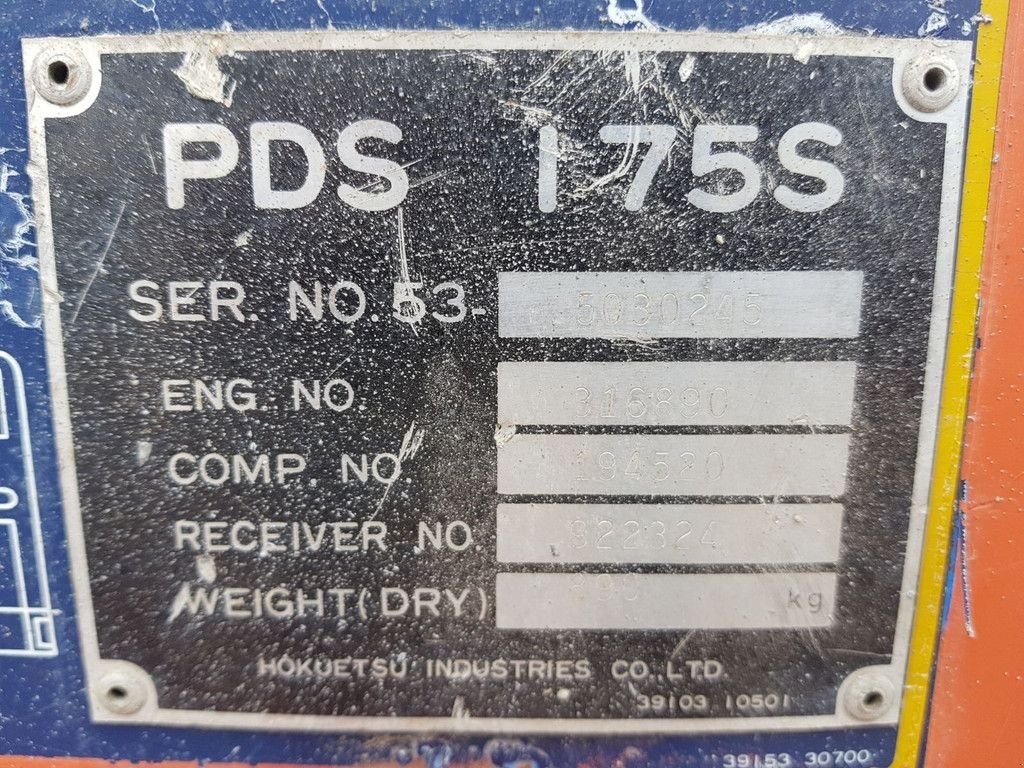 PDS 175S
SER. NO. 53- 5030245
ENG. NO. 316890
COMP. NO. 194520
RECEIVER NO. 322324
WEIGHT(DRY) kg
HOKUETSU INDUSTRIES CO.,LTD.
39103 10501
39153 30700